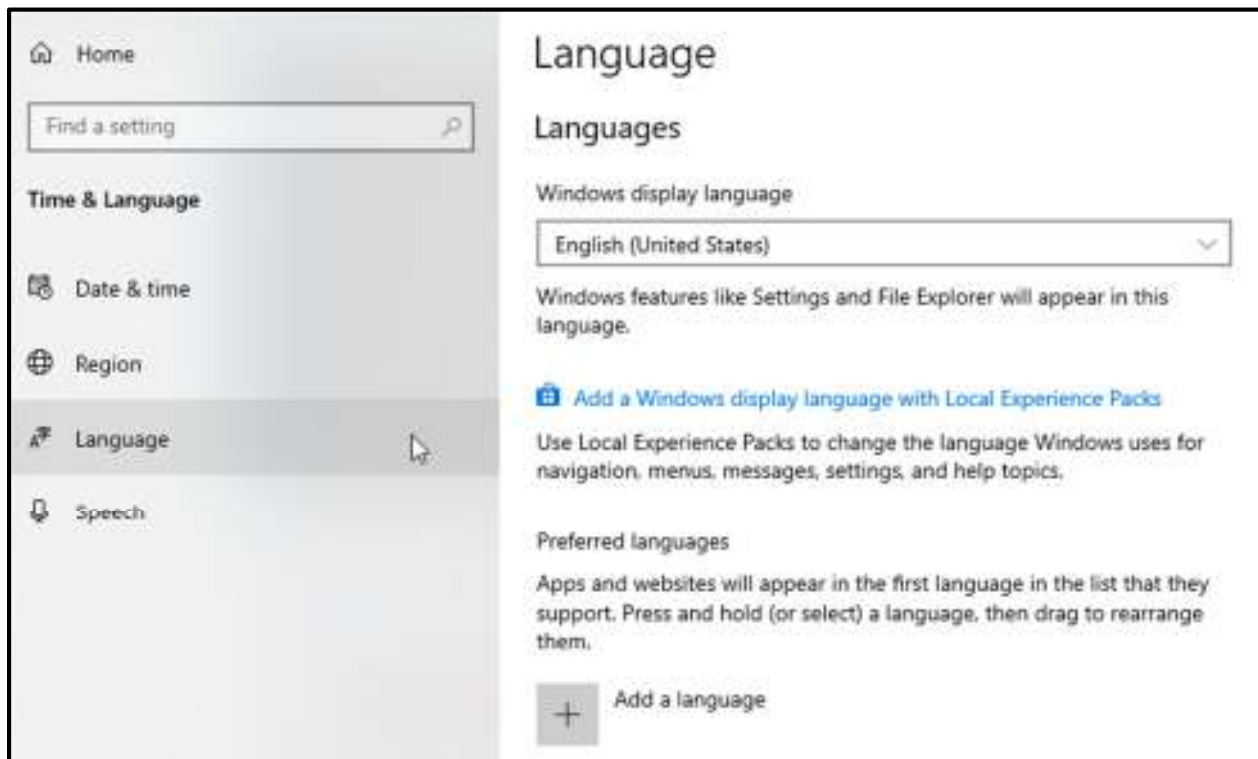 Home
Find a setting
Time & Language
Date & time
Region
Language
Speech
Language
Languages
Windows display language
English (United States)
Windows features like Settings and File Explorer will appear in this
language.
Add a Windows display language with Local Experience Packs
Use Local Experience Packs to change the language Windows uses for
navigation, menus, messages, settings, and help topics.
Preferred languages
Apps and websites will appear in the first language in the list that they
support. Press and hold (or select) a language, then drag to rearrange
them.
Add a language